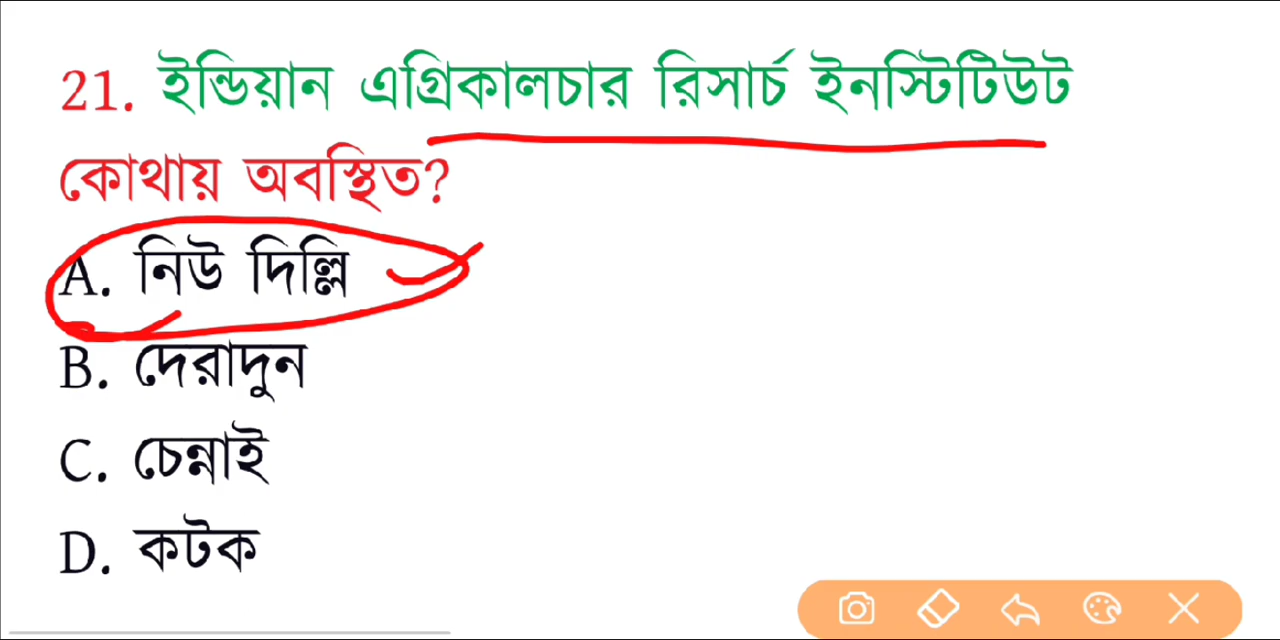 21. ইন্ডিয়ান এগ্রিকালচার রিসার্চ ইনস্টিটিউট
কোথায় অবস্থিত?
A. নিউ দিল্লি
B. দেরাদুন
C. চেন্নাই
D. কটক